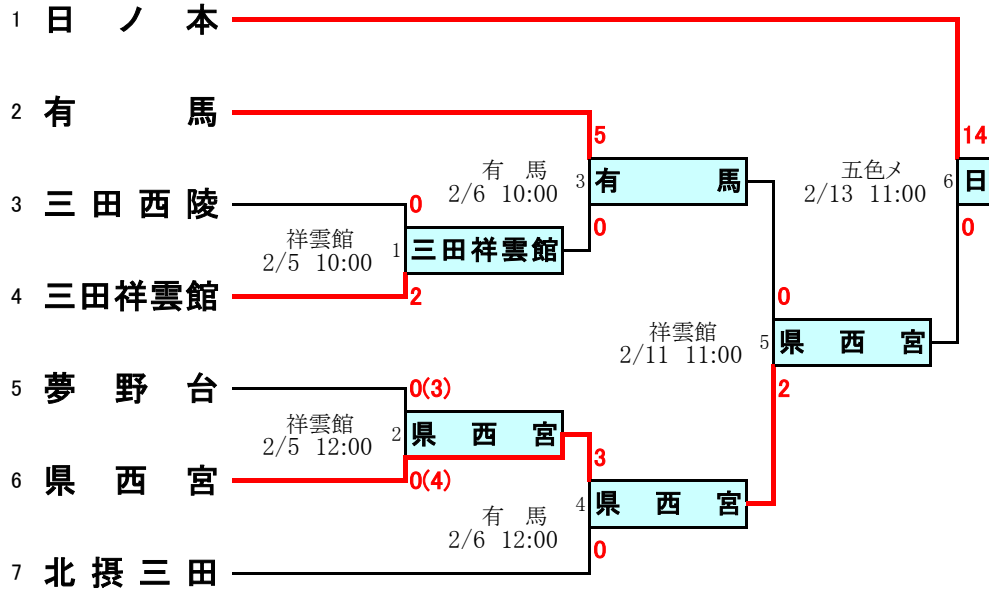 1 日ノ本
2 有馬
5
14
有馬
2/6 10:00
3 有馬
五色メ
2/13 11:00
6 日
3 三田西陵
0
0
0
祥雲館
2/5 10:00
1 三田祥雲館
4 三田祥雲館
2
0
祥雲館
2/11 11:00
5 県西宮
5 夢野台
0(3)
2
祥雲館
2/5 12:00
2 県西宮
6 県西宮
0(4)
3
4 県西宮
有馬
2/6 12:00
0
7 北摂三田